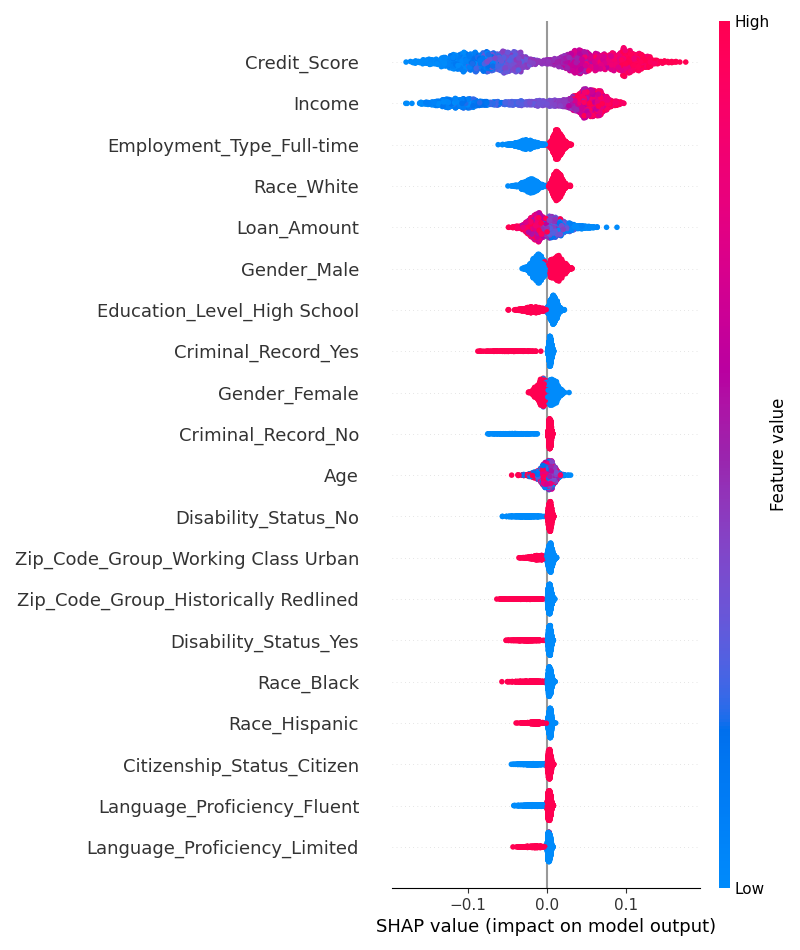 High
Credit_Score
Income
Employment_Type_Full-time
Race_White
Loan_Amount
Gender_Male
Education_Level_High School
Criminal_Record_Yes
Gender_Female
Criminal_Record_No
Age
Disability_Status_No
Zip_Code_Group_Working Class Urban
Zip_Code_Group_Historically Redlined
Disability_Status_Yes
Race_Black
Race_Hispanic
Citizenship_Status_Citizen
Language_Proficiency_Fluent
Language_Proficiency_Limited
Feature value
Low
−0.1 0.0 0.1
SHAP value (impact on model output)